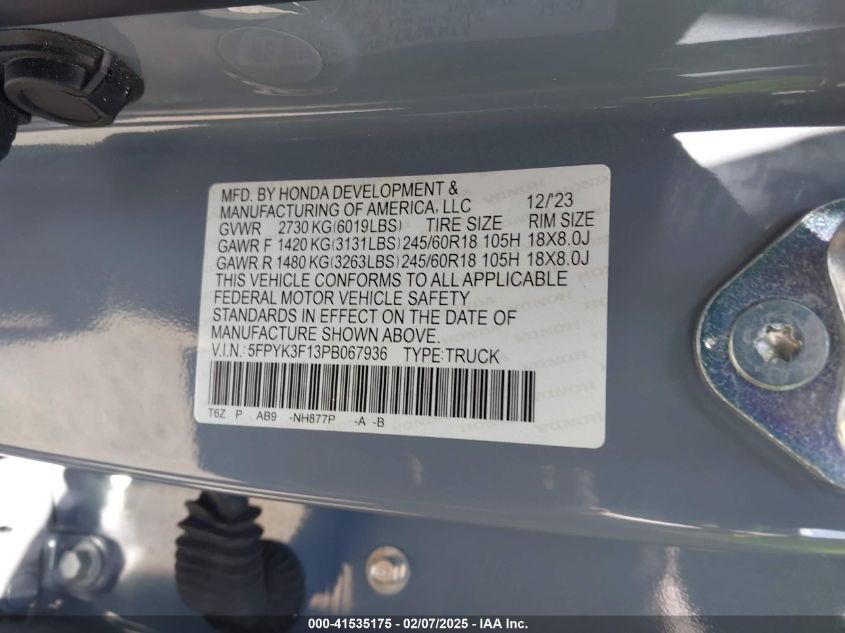 MFD. BY HONDA DEVELOPMENT &
MANUFACTURING OF AMERICA, LLC 12/'23
GVWR 2730 KG(6019LBS) TIRE SIZE RIM SIZE
GAWR F 1420 KG(3131LBS) 245/60R18 105H 18X8.0J
GAWR R 1480 KG(3263LBS) 245/60R18 105H 18X8.0J
THIS VEHICLE CONFORMS TO ALL APPLICABLE
FEDERAL MOTOR VEHICLE SAFETY
STANDARDS IN EFFECT ON THE DATE OF
MANUFACTURE SHOWN ABOVE.
V.I.N.: 5FPYK3F13PB067936 TYPE:TRUCK
T6Z P AB9 -NH877P -A -B
000-41535175 — 02/07/2025 — IAA Inc.